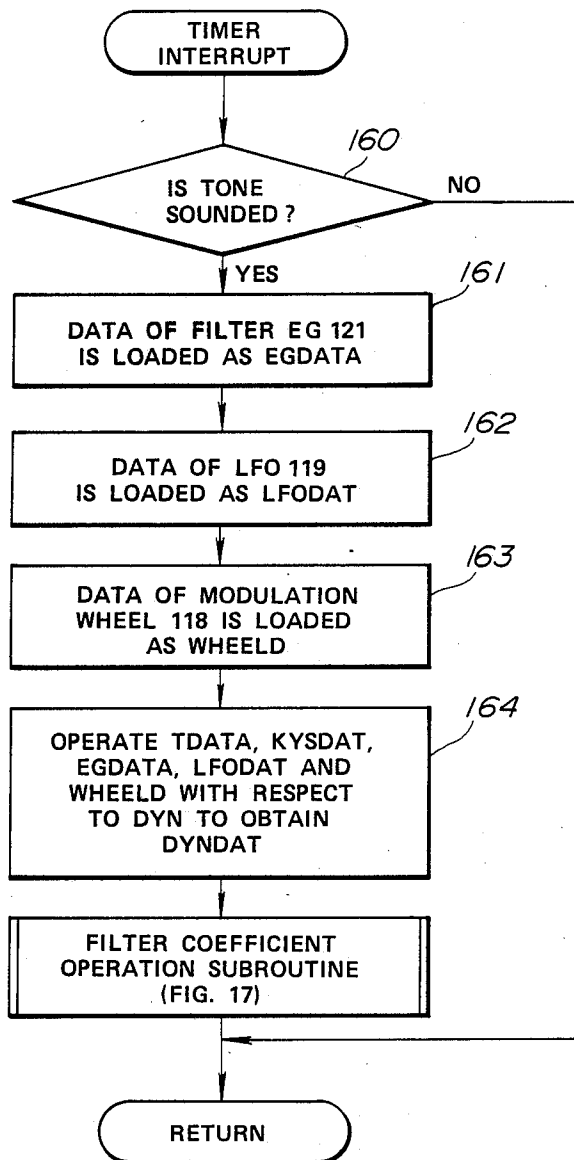 TIMER
INTERRUPT
160
IS TONE
SOUNDED ?
NO
YES
161
DATA OF FILTER EG 121
IS LOADED AS EGDATA
162
DATA OF LFO 119
IS LOADED AS LFODAT
163
DATA OF MODULATION
WHEEL 118 IS LOADED
AS WHEELD
164
OPERATE TDATA, KYSDAT,
EGDATA, LFODAT AND
WHEELD WITH RESPECT
TO DYN TO OBTAIN
DYNDAT
FILTER COEFFICIENT
OPERATION SUBROUTINE
(FIG. 17)
RETURN